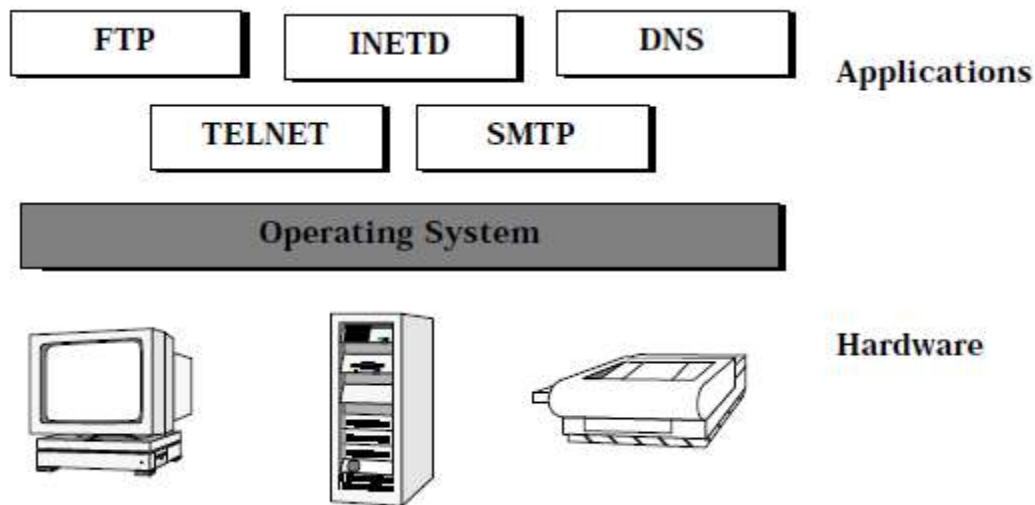 FTP
INETD
DNS
Applications
TELNET
SMTP
Operating System
Hardware